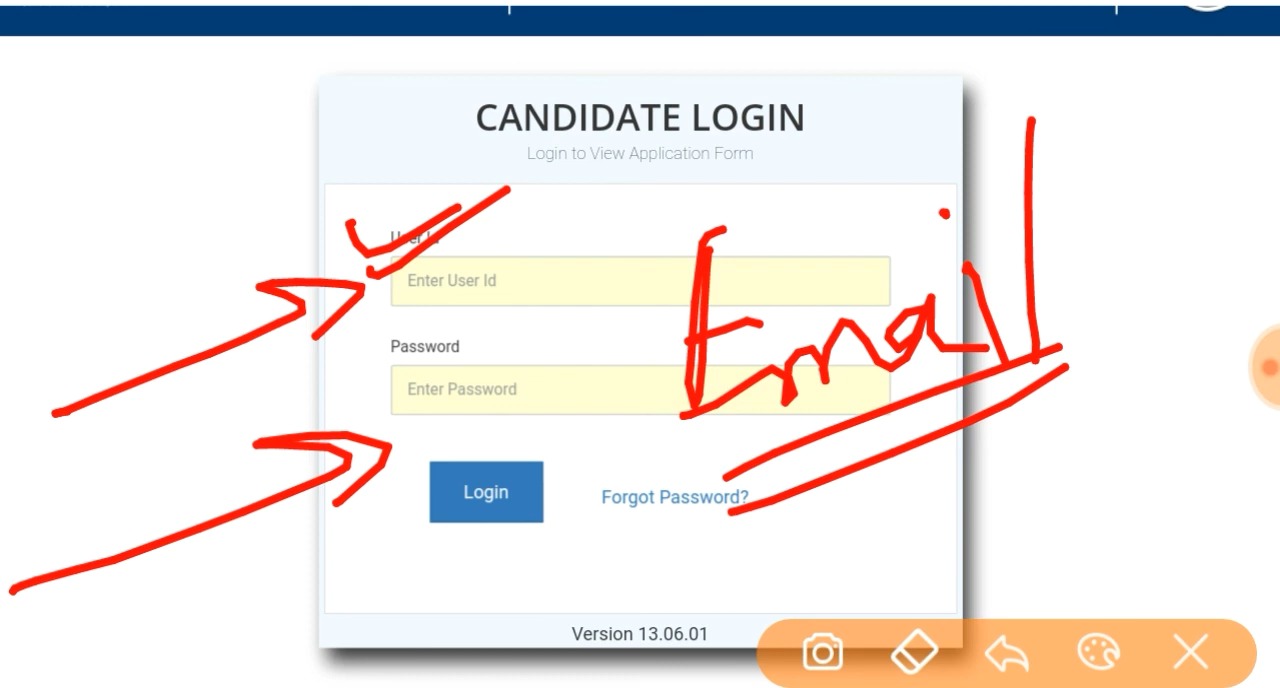 CANDIDATE LOGIN
Login to View Application Form
User Id
Enter User Id
Email
Password
Enter Password
Login
Forgot Password?
Version 13.06.01